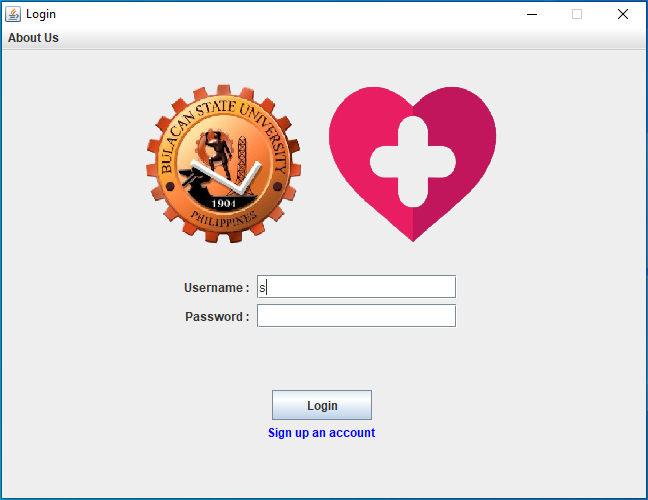 Login
About Us
BULACAN STATE UNIVERSITY
1904
PHILIPPINES
Username : s
Password :
Login
Sign up an account